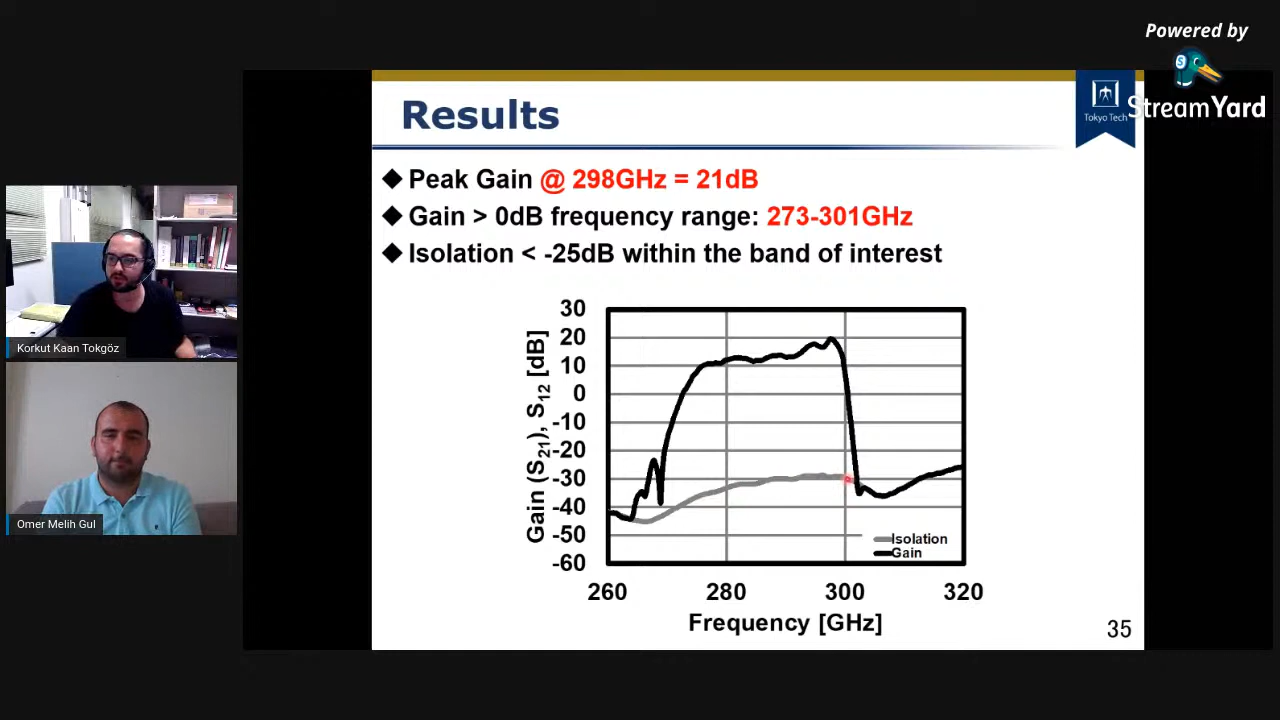 Powered by
StreamYard
Results
Tokyo Tech
◆ Peak Gain @ 298GHz = 21dB
◆ Gain > 0dB frequency range: 273-301GHz
◆ Isolation < -25dB within the band of interest
Korkut Kaan Tokgöz
Omer Melih Gul
Gain (S21), S12 [dB]
30
20
10
0
-10
-20
-30
-40
-50
-60
Isolation
Gain
260 280 300 320
Frequency [GHz]
35